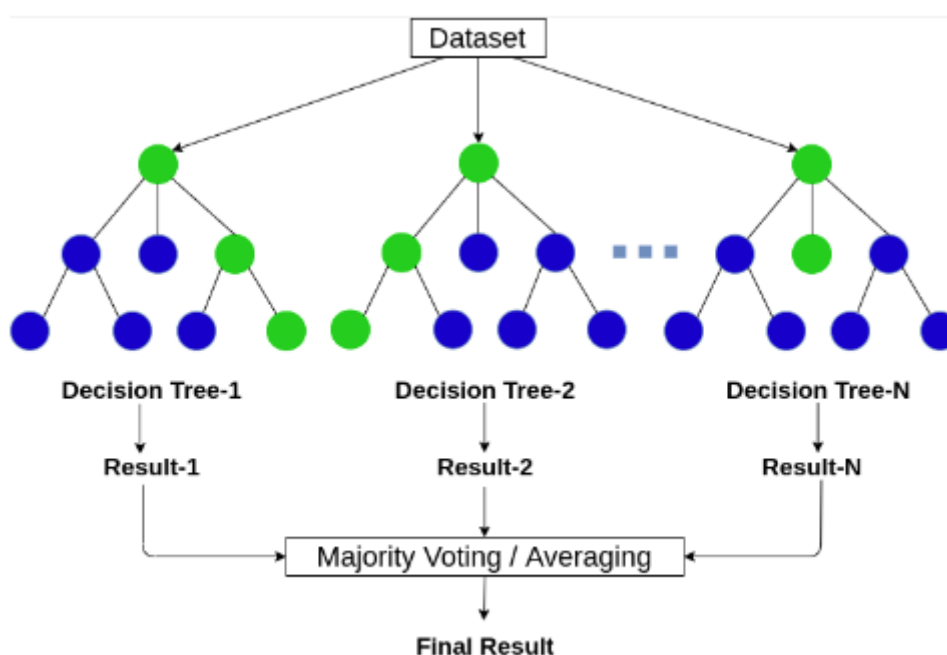 Dataset
Decision Tree-1
Decision Tree-2
Decision Tree-N
Result-1
Result-2
Result-N
Majority Voting / Averaging
Final Result